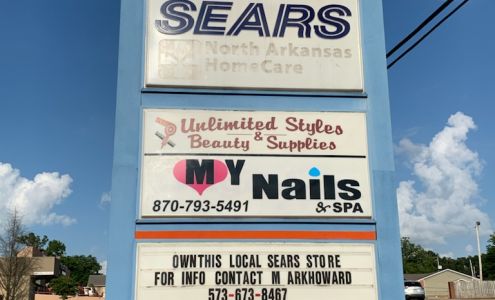 SEARS
North Arkansas
HomeCare
Unlimited Styles
&
Beauty Supplies
MY Nails
& SPA
870-793-5491
OWNTHIS LOCAL SEARS STORE
FOR INFO CONTACT M ARKHOWARD
573-673-8467